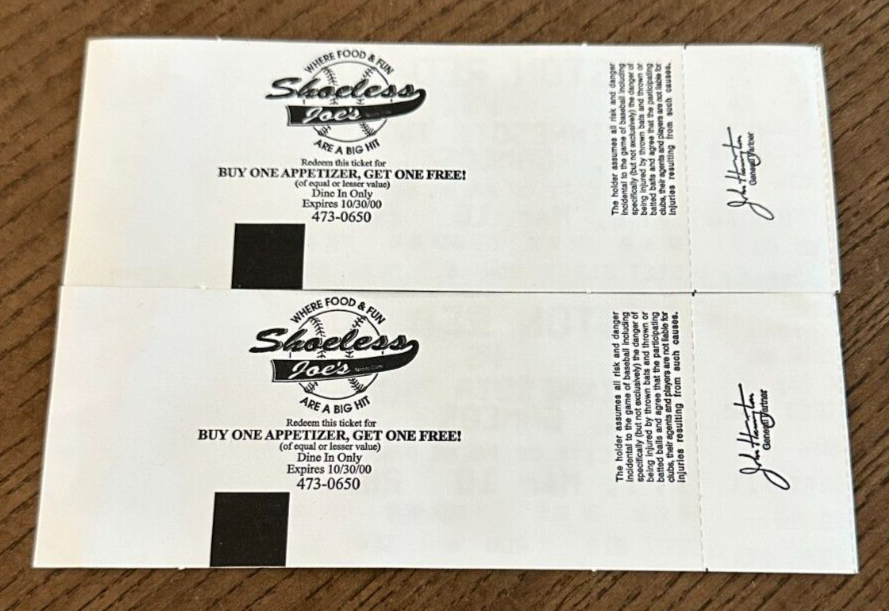 WHERE FOOD & FUN
Shoeless
Joe's
ARE A BIG HIT
Redeem this ticket for
BUY ONE APPETIZER, GET ONE FREE!
(of equal or lesser value)
Dine In Only
Expires 10/30/00
473-0650
The holder assumes all risk and danger
incidental to the game of baseball including
specifically (but not exclusively) the danger of
being injured by thrown bats and thrown or
batted balls and agree that the participating
clubs, their agents and players are not liable for
injuries resulting from such causes.
John Harrington
General Partner
WHERE FOOD & FUN
Shoeless
Joe's
ARE A BIG HIT
Redeem this ticket for
BUY ONE APPETIZER, GET ONE FREE!
(of equal or lesser value)
Dine In Only
Expires 10/30/00
473-0650
The holder assumes all risk and danger
incidental to the game of baseball including
specifically (but not exclusively) the danger of
being injured by thrown bats and thrown or
batted balls and agree that the participating
clubs, their agents and players are not liable for
injuries resulting from such causes.
John Harrington
General Partner